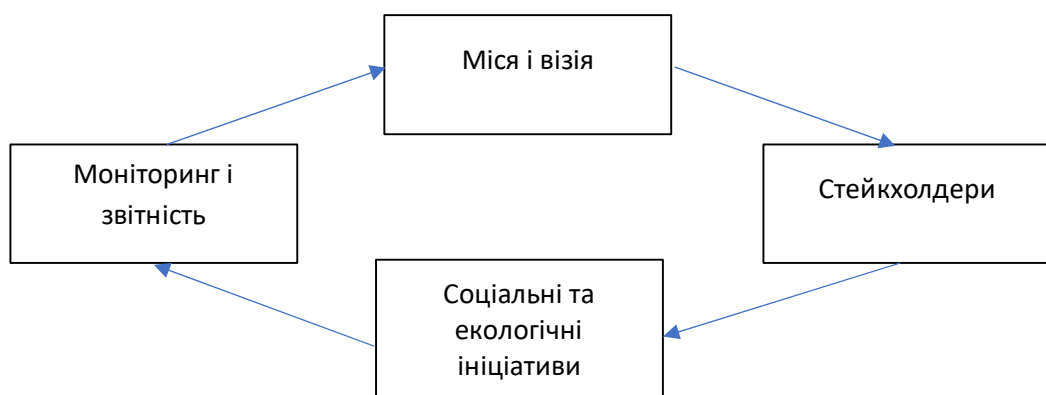 Міся і візія
Моніторинг і
звітність
Стейкхолдери
Соціальні та
екологічні
ініціативи